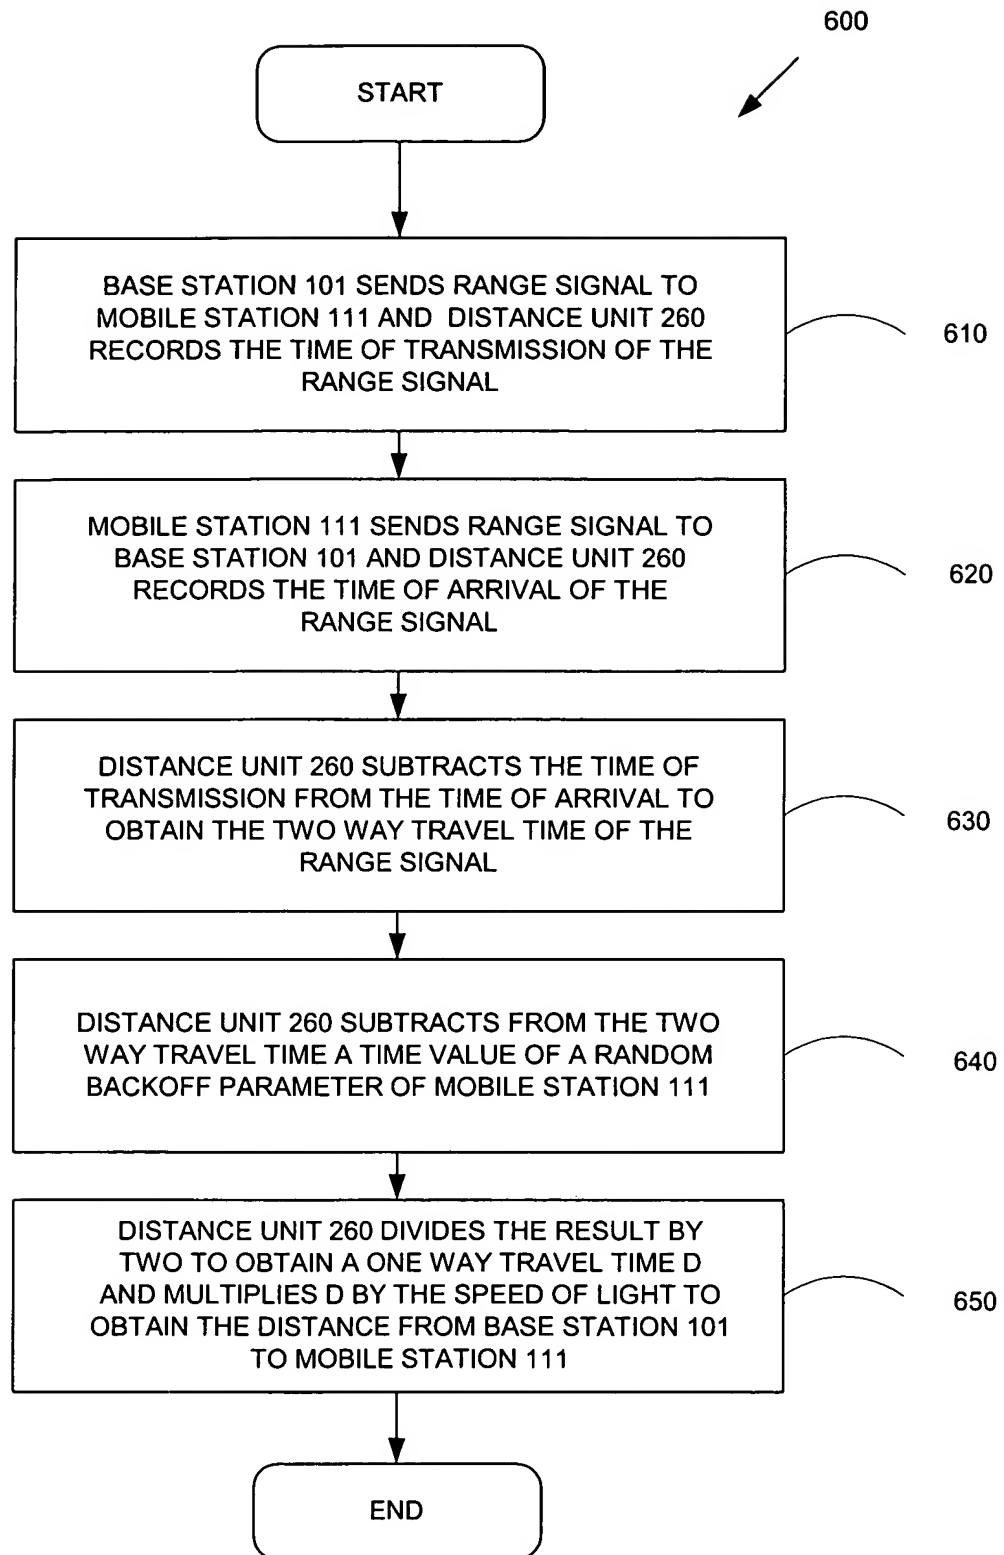 600
START
BASE STATION 101 SENDS RANGE SIGNAL TO
MOBILE STATION 111 AND DISTANCE UNIT 260
RECORDS THE TIME OF TRANSMISSION OF THE
RANGE SIGNAL
610
MOBILE STATION 111 SENDS RANGE SIGNAL TO
BASE STATION 101 AND DISTANCE UNIT 260
RECORDS THE TIME OF ARRIVAL OF THE
RANGE SIGNAL
620
DISTANCE UNIT 260 SUBTRACTS THE TIME OF
TRANSMISSION FROM THE TIME OF ARRIVAL TO
OBTAIN THE TWO WAY TRAVEL TIME OF THE
RANGE SIGNAL
630
DISTANCE UNIT 260 SUBTRACTS FROM THE TWO
WAY TRAVEL TIME A TIME VALUE OF A RANDOM
BACKOFF PARAMETER OF MOBILE STATION 111
640
DISTANCE UNIT 260 DIVIDES THE RESULT BY
TWO TO OBTAIN A ONE WAY TRAVEL TIME D
AND MULTIPLIES D BY THE SPEED OF LIGHT TO
OBTAIN THE DISTANCE FROM BASE STATION 101
TO MOBILE STATION 111
650
END